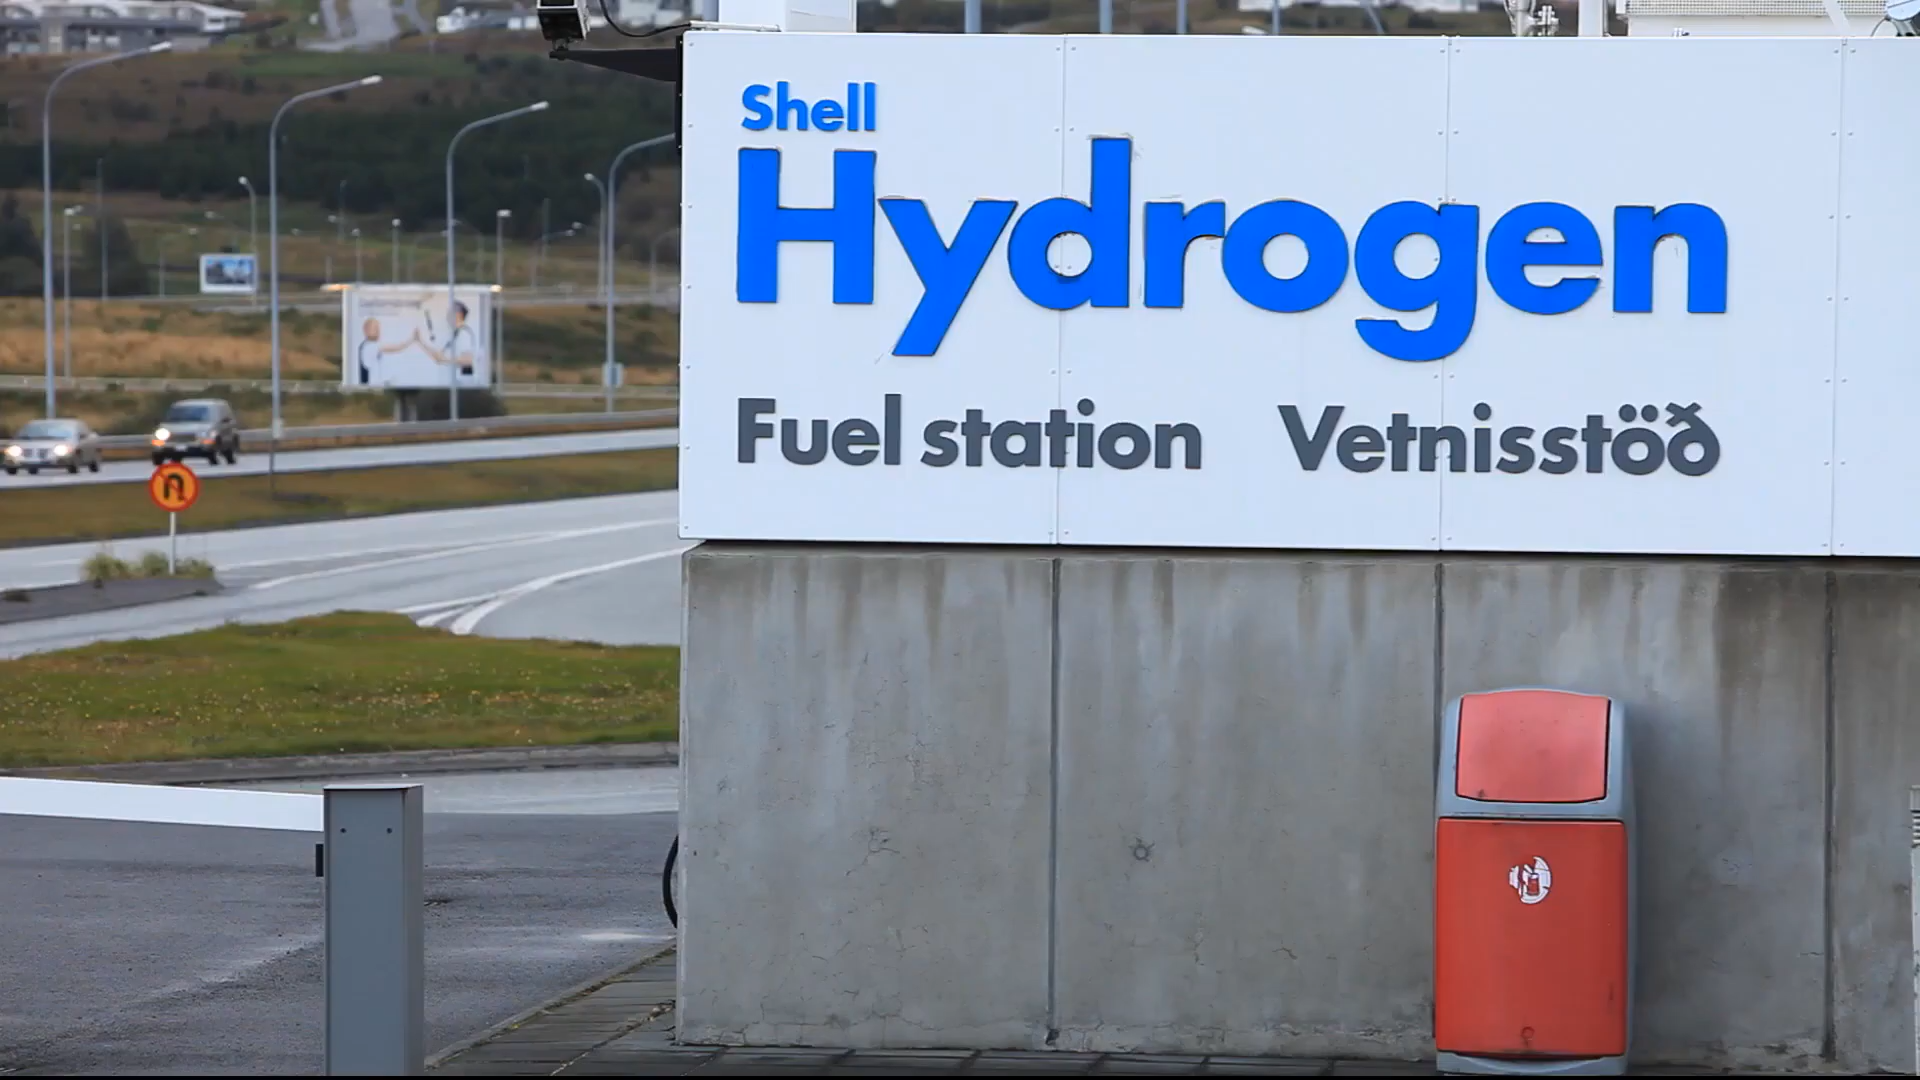 Shell
Hydrogen
Fuel station Vetnisstöð